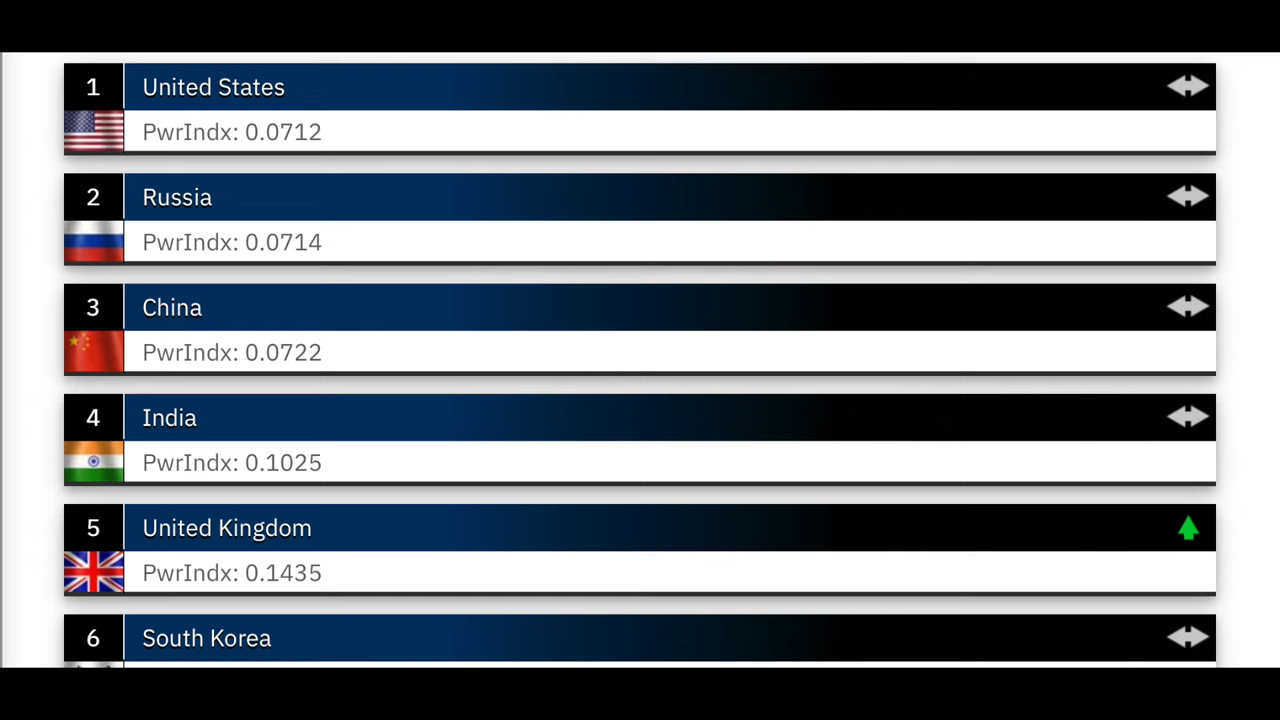 1 United States
PwrIndx: 0.0712
2 Russia
PwrIndx: 0.0714
3 China
PwrIndx: 0.0722
4 India
PwrIndx: 0.1025
5 United Kingdom
PwrIndx: 0.1435
6 South Korea